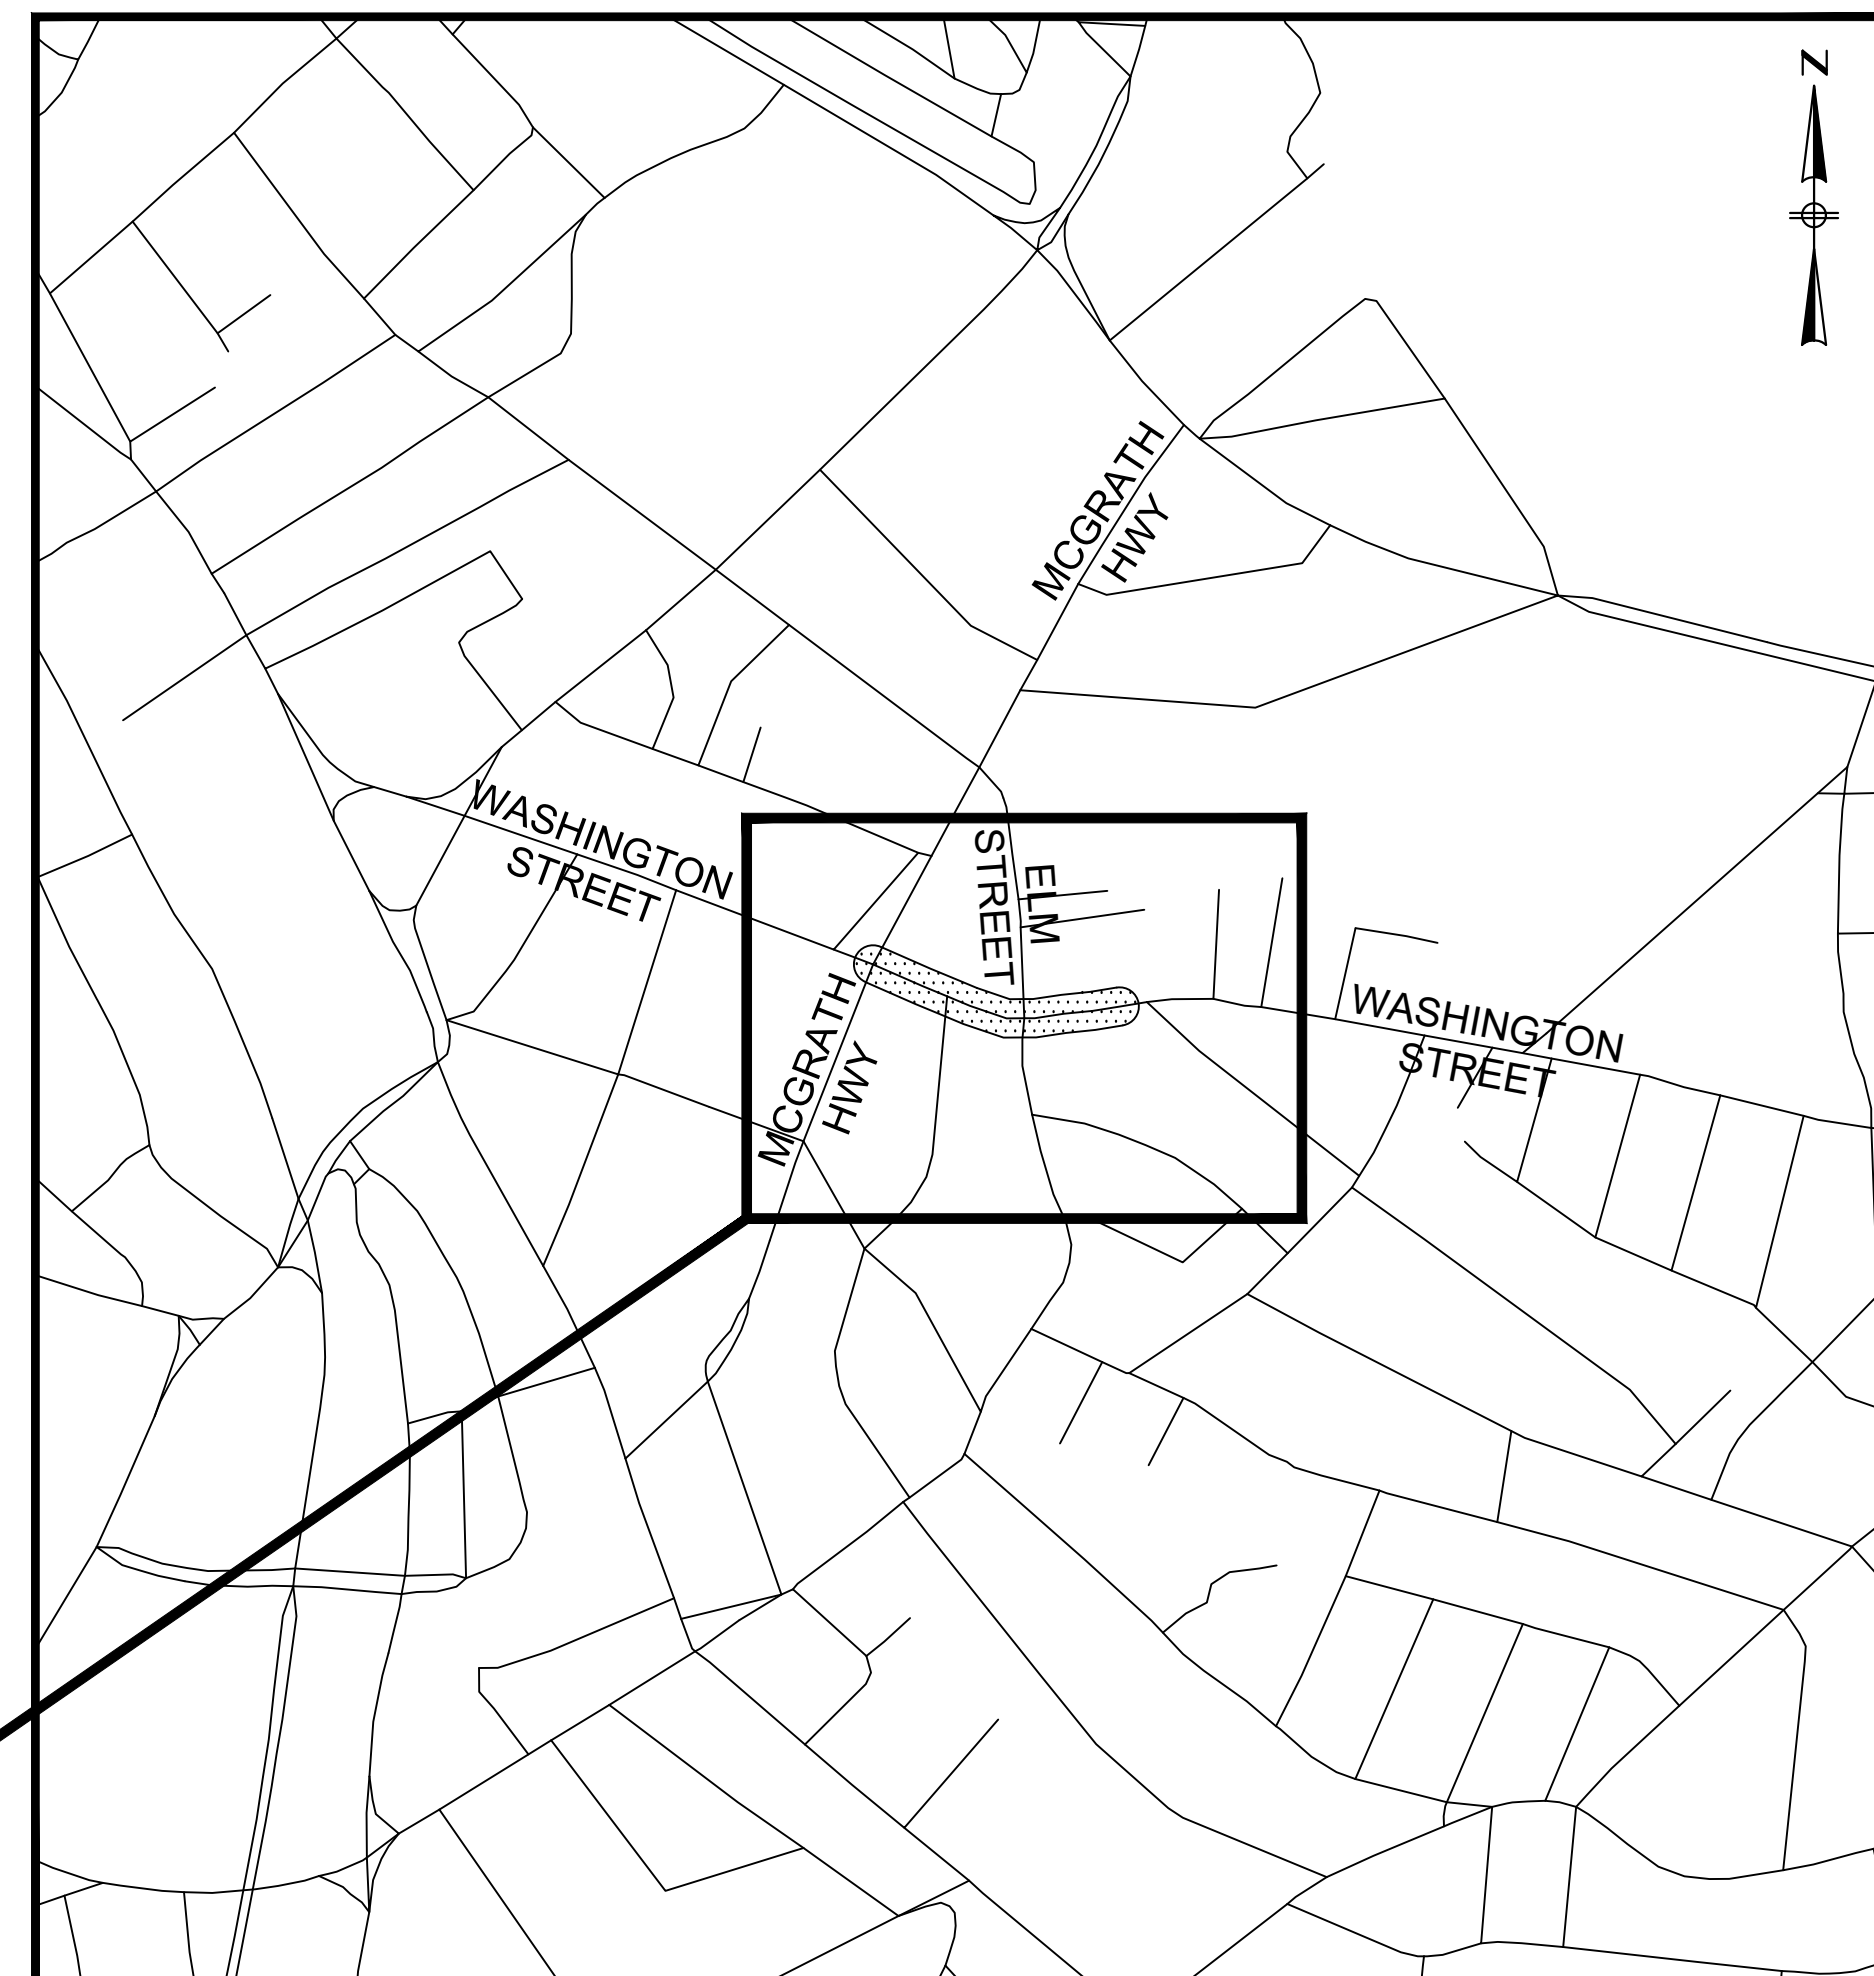 N
MCGRATH
HWY
WASHINGTON
STREET
ELM
STREET
WASHINGTON
STREET
MCGRATH
HWY